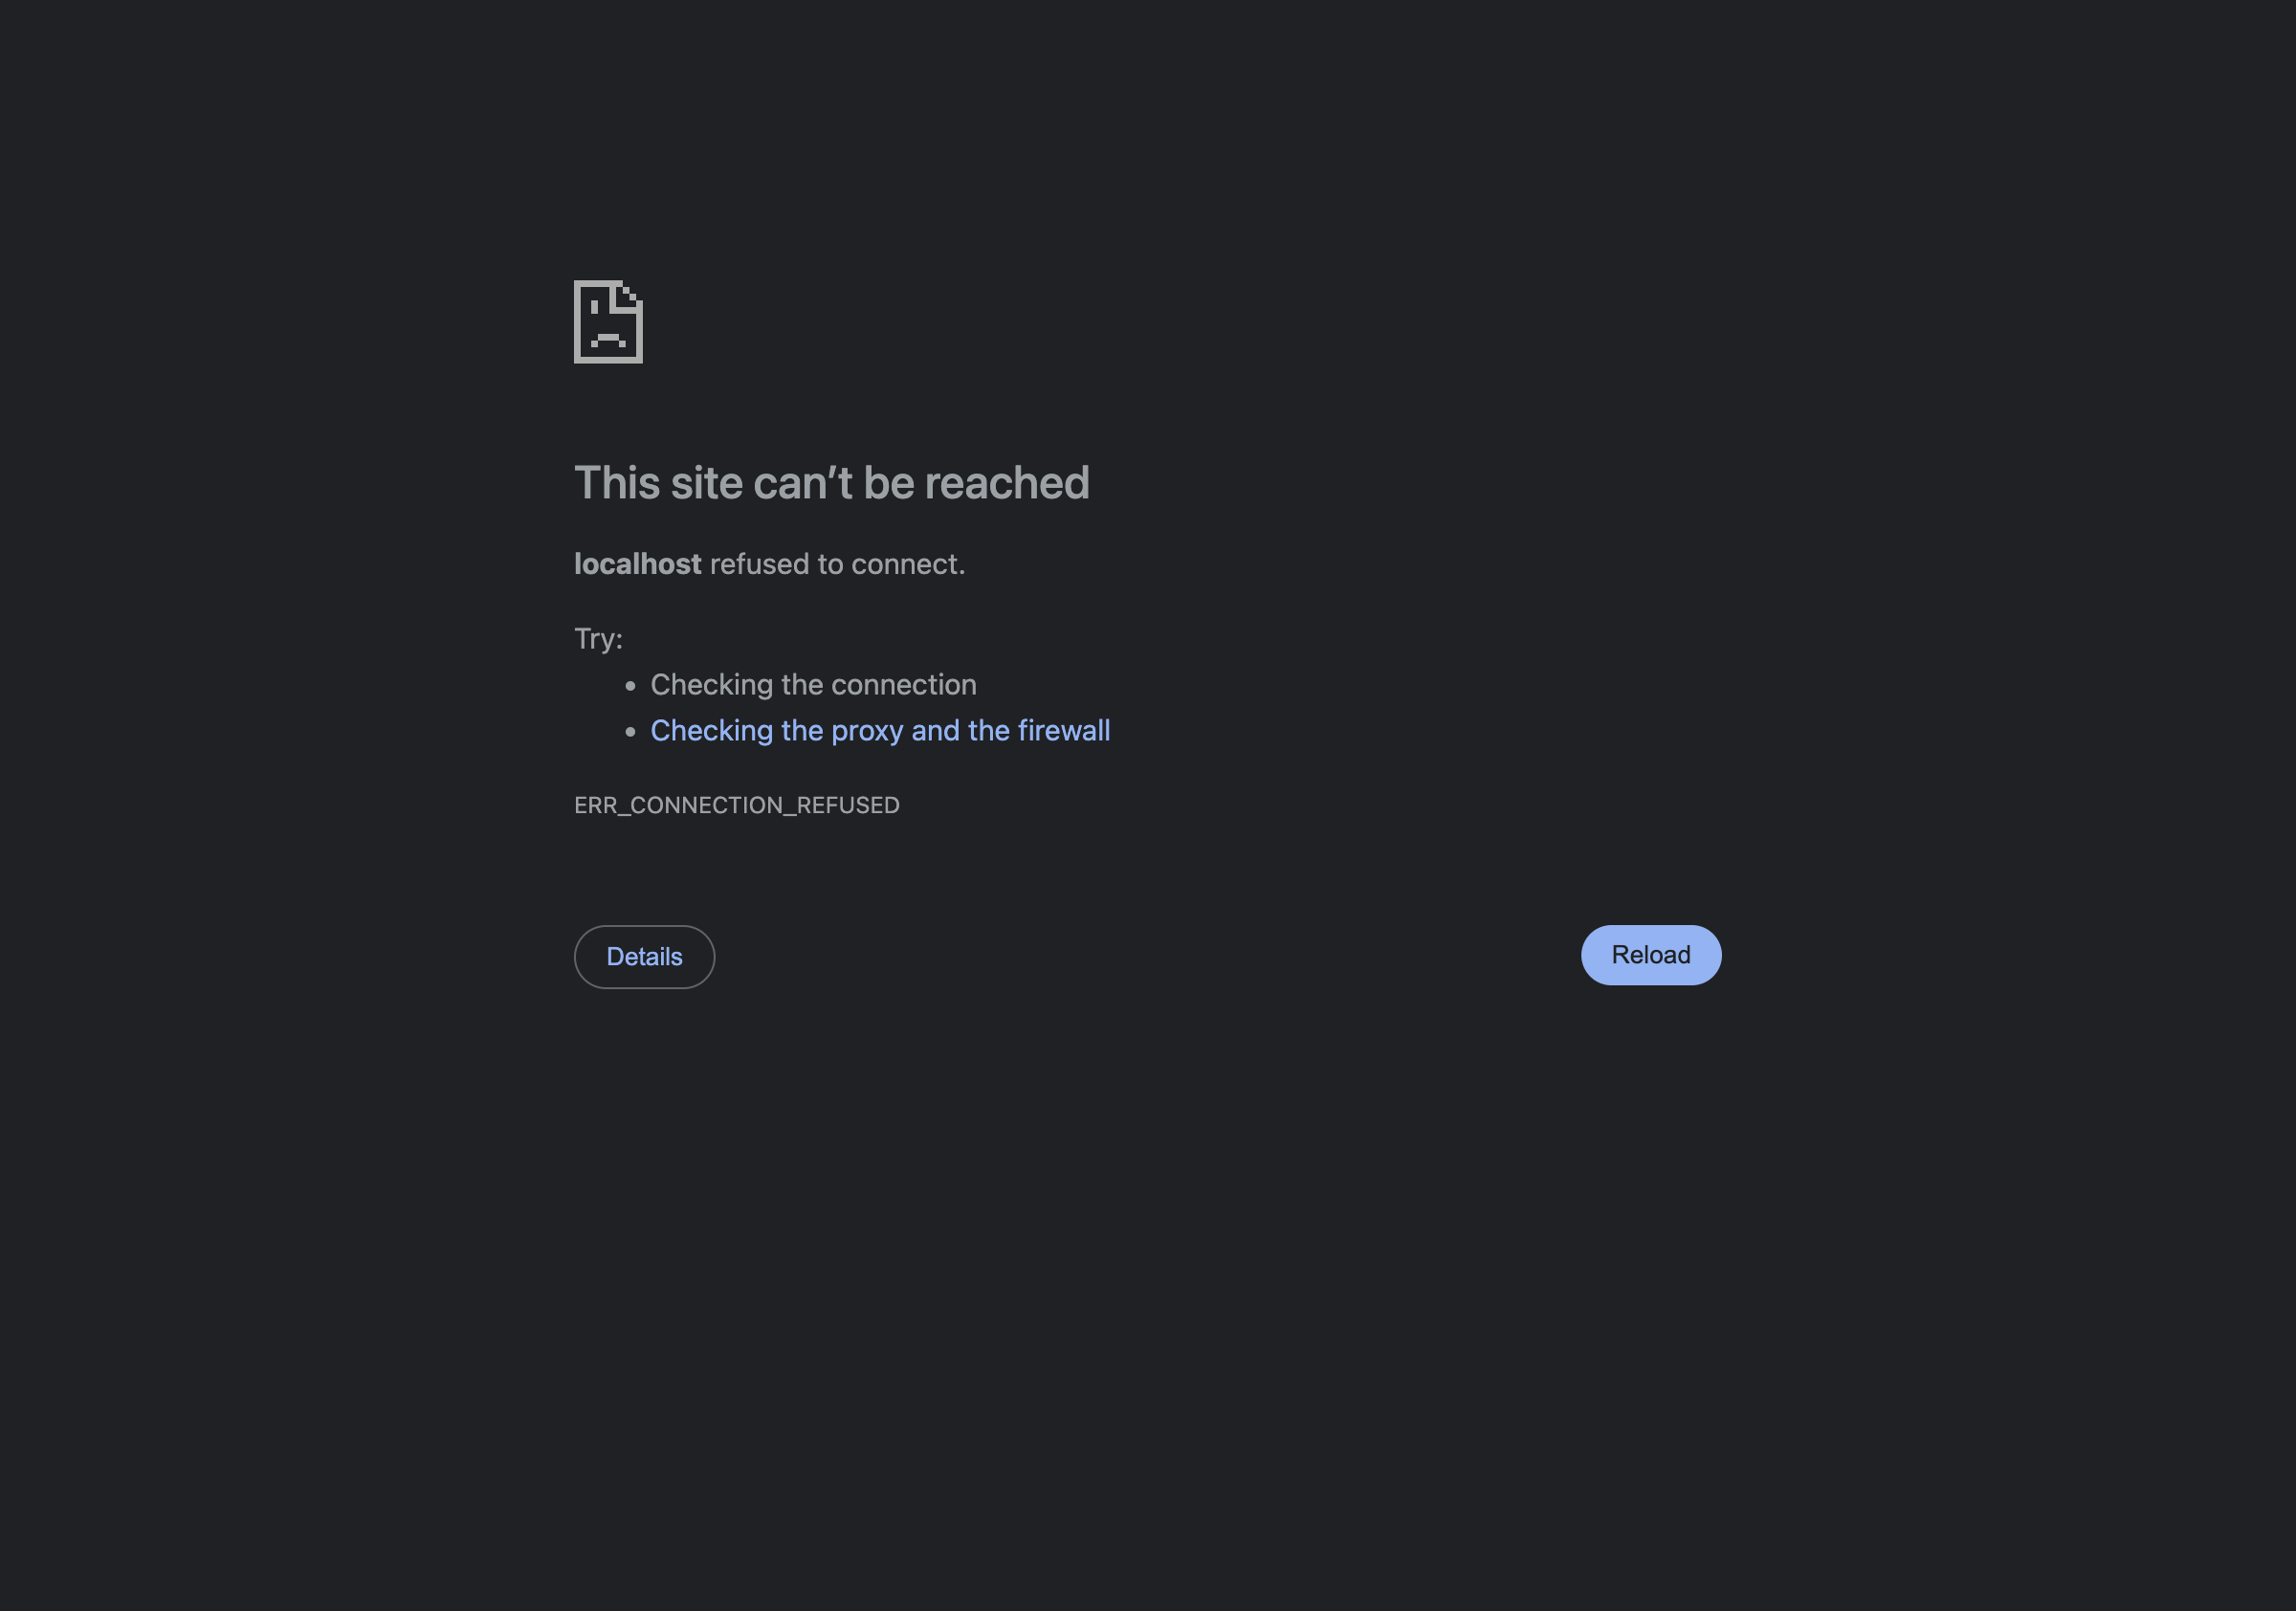 This site can’t be reached
localhost refused to connect.
Try:
• Checking the connection
• Checking the proxy and the firewall
ERR_CONNECTION_REFUSED
Details
Reload